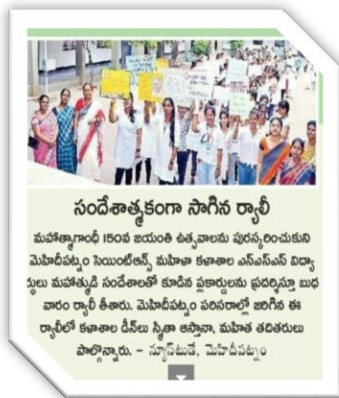 సందేశాత్మకంగా సాగిన ర్యాలీ
మహాత్మాగాంధీ 150వ జయంతి ఉత్సవాలను పురస్కరించుకుని
మెహిదీపట్నం సెయింట్ఆన్స్ మహిళా కళాశాల ఎన్ఎస్ఎస్ విద్యా
ర్థులు మహాత్ముడి సందేశాలతో కూడిన ప్లకార్డులను ప్రదర్శిస్తూ బుధ
వారం ర్యాలీ తీశారు. మెహిదీపట్నం పరిసరాల్లో జరిగిన ఈ
ర్యాలీలో కళాశాల డీన్‌లు స్మితా ఆస్తానా, మహిత తదితరులు
పాల్గొన్నారు. – న్యూస్‌టుడే, మెహిదీపట్నం